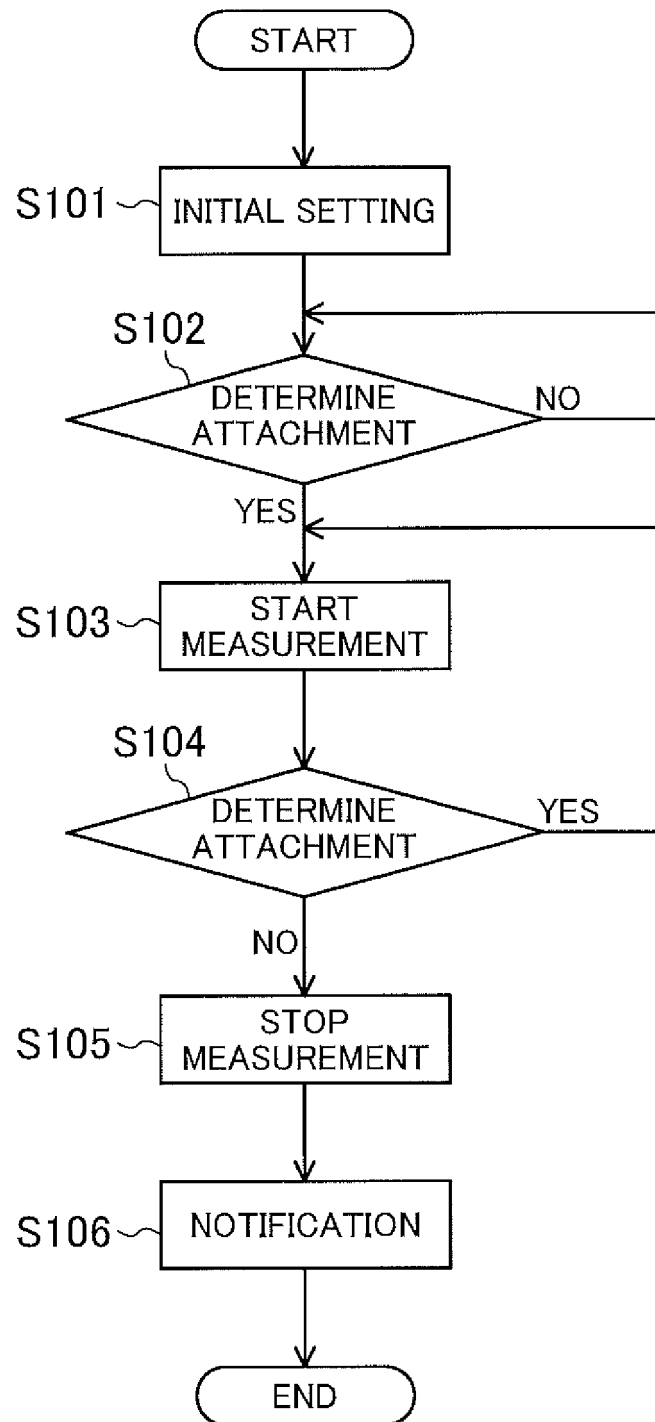 START
S101
INITIAL SETTING
S102
DETERMINE
ATTACHMENT
NO
YES
S103
START
MEASUREMENT
S104
DETERMINE
ATTACHMENT
YES
NO
S105
STOP
MEASUREMENT
S106
NOTIFICATION
END